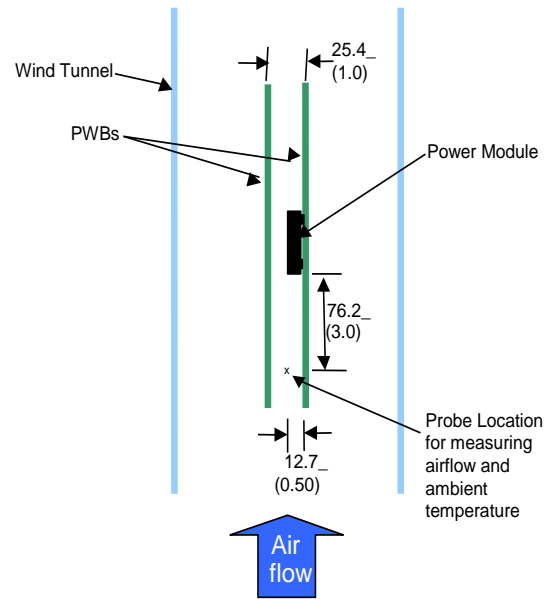 25.4_
(1.0)
Wind Tunnel
PWBs
Power Module
76.2_
(3.0)
x
Probe Location
for measuring
airflow and
ambient
temperature
12.7_
(0.50)
Air
flow